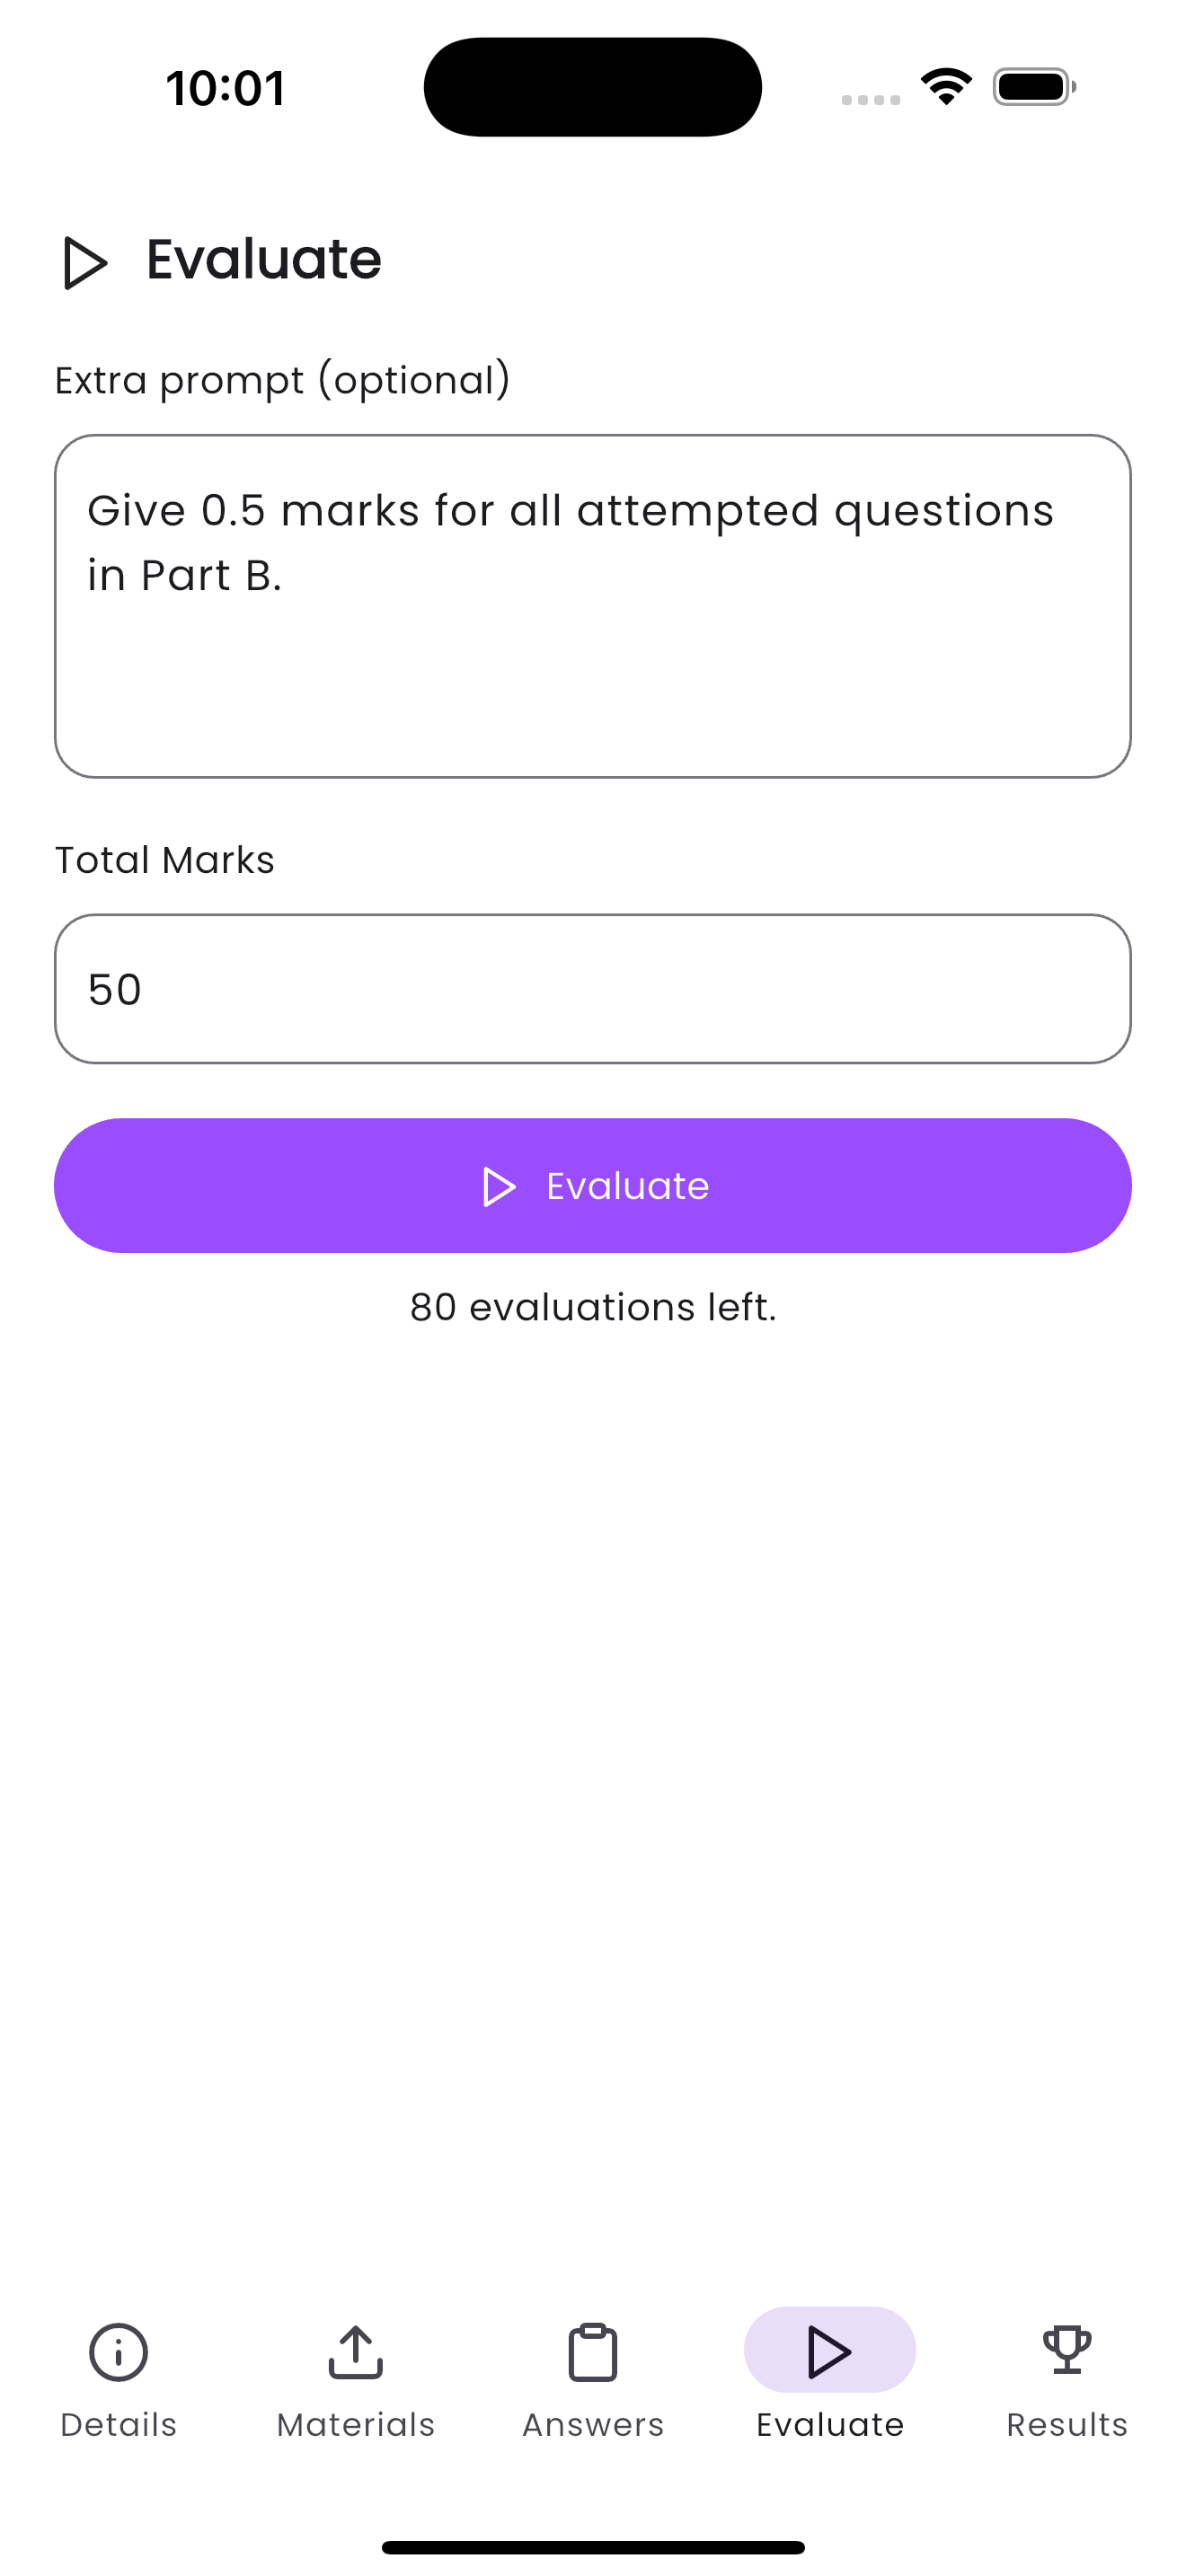 10:01
Evaluate
Extra prompt (optional)
Give 0.5 marks for all attempted questions
in Part B.
Total Marks
50
Evaluate
80 evaluations left.
Details
Materials
Answers
Evaluate
Results